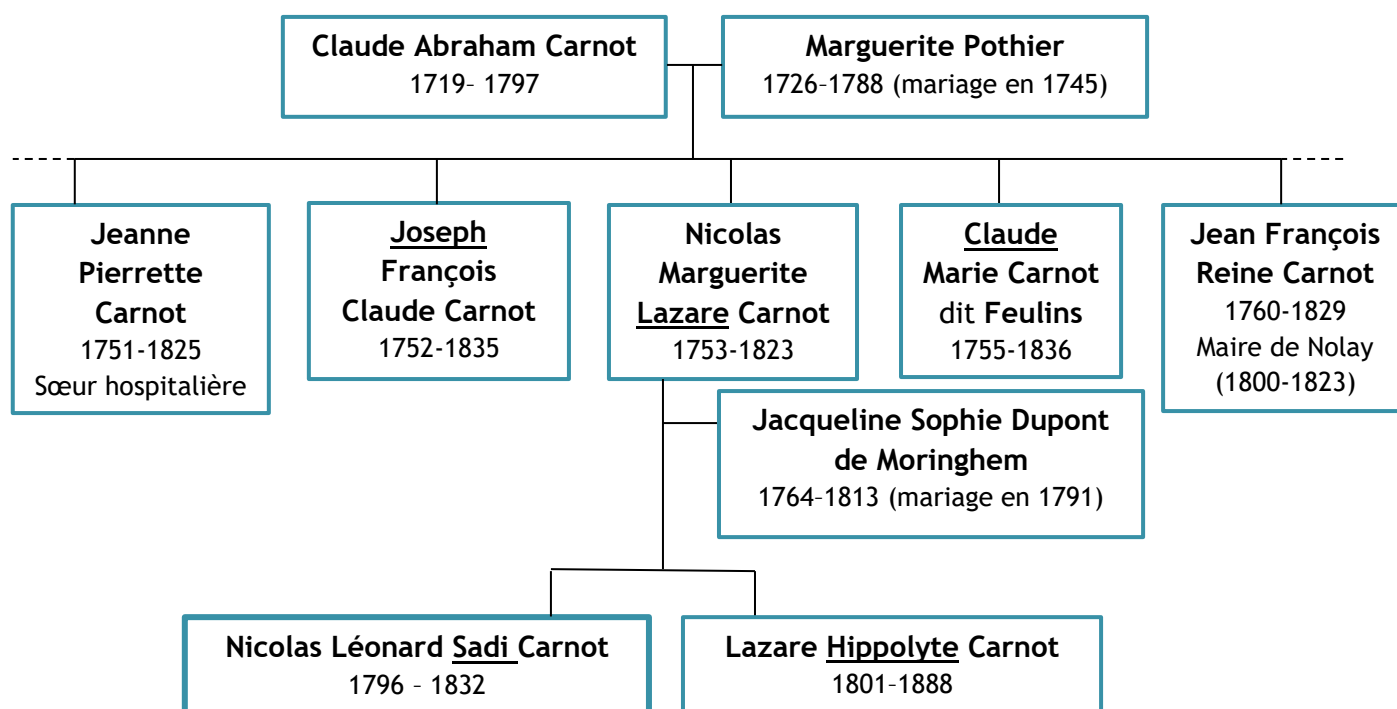 Claude Abraham Carnot
1719– 1797
Marguerite Pothier
1726–1788 (mariage en 1745)
Jeanne
Pierrette
Carnot
1751-1825
Sœur hospitalière
Joseph
François
Claude Carnot
1752-1835
Nicolas
Marguerite
Lazare Carnot
1753-1823
Claude
Marie Carnot
dit Feulins
1755-1836
Jean François
Reine Carnot
1760-1829
Maire de Nolay
(1800-1823)
Jacqueline Sophie Dupont
de Moringhem
1764–1813 (mariage en 1791)
Nicolas Léonard Sadi Carnot
1796 – 1832
Lazare Hippolyte Carnot
1801–1888